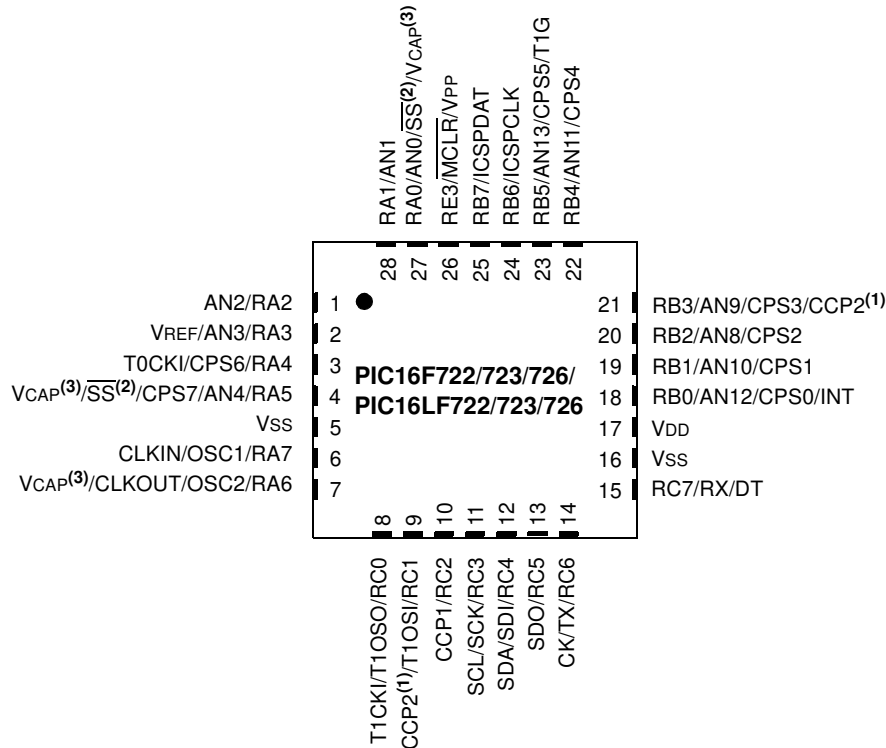 RA1/AN1
RA0/AN0/SS(2)/VCAP(3)
RE3/MCLR/VPP
RB7/ICSPDAT
RB6/ICSPCLK
RB5/AN13/CPS5/T1G
RB4/AN11/CPS4
28 27 26 25 24 23 22
AN2/RA2 1
VREF/AN3/RA3 2
T0CKI/CPS6/RA4 3
VCAP(3)/SS(2)/CPS7/AN4/RA5 4
VSS 5
CLKIN/OSC1/RA7 6
VCAP(3)/CLKOUT/OSC2/RA6 7
PIC16F722/723/726/
PIC16LF722/723/726
21 RB3/AN9/CPS3/CCP2(1)
20 RB2/AN8/CPS2
19 RB1/AN10/CPS1
18 RB0/AN12/CPS0/INT
17 VDD
16 VSS
15 RC7/RX/DT
8 9 10 11 12 13 14
T1CKI/T1OSO/RC0
CCP2(1)/T1OSI/RC1
CCP1/RC2
SCL/SCK/RC3
SDA/SDI/RC4
SDO/RC5
CK/TX/RC6